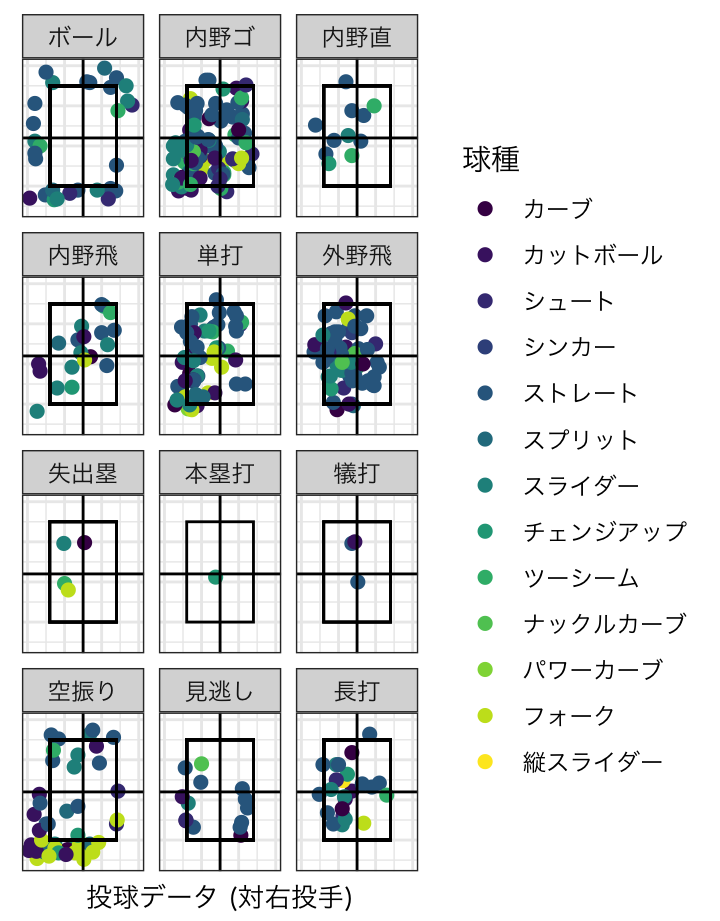 ボール
内野ゴ
内野直
内野飛
単打
外野飛
失出塁
本塁打
犠打
空振り
見逃し
長打
投球データ (対右投手)
球種
カーブ
カットボール
シュート
シンカー
ストレート
スプリット
スライダー
チェンジアップ
ツーシーム
ナックルカーブ
パワーカーブ
フォーク
縦スライダー